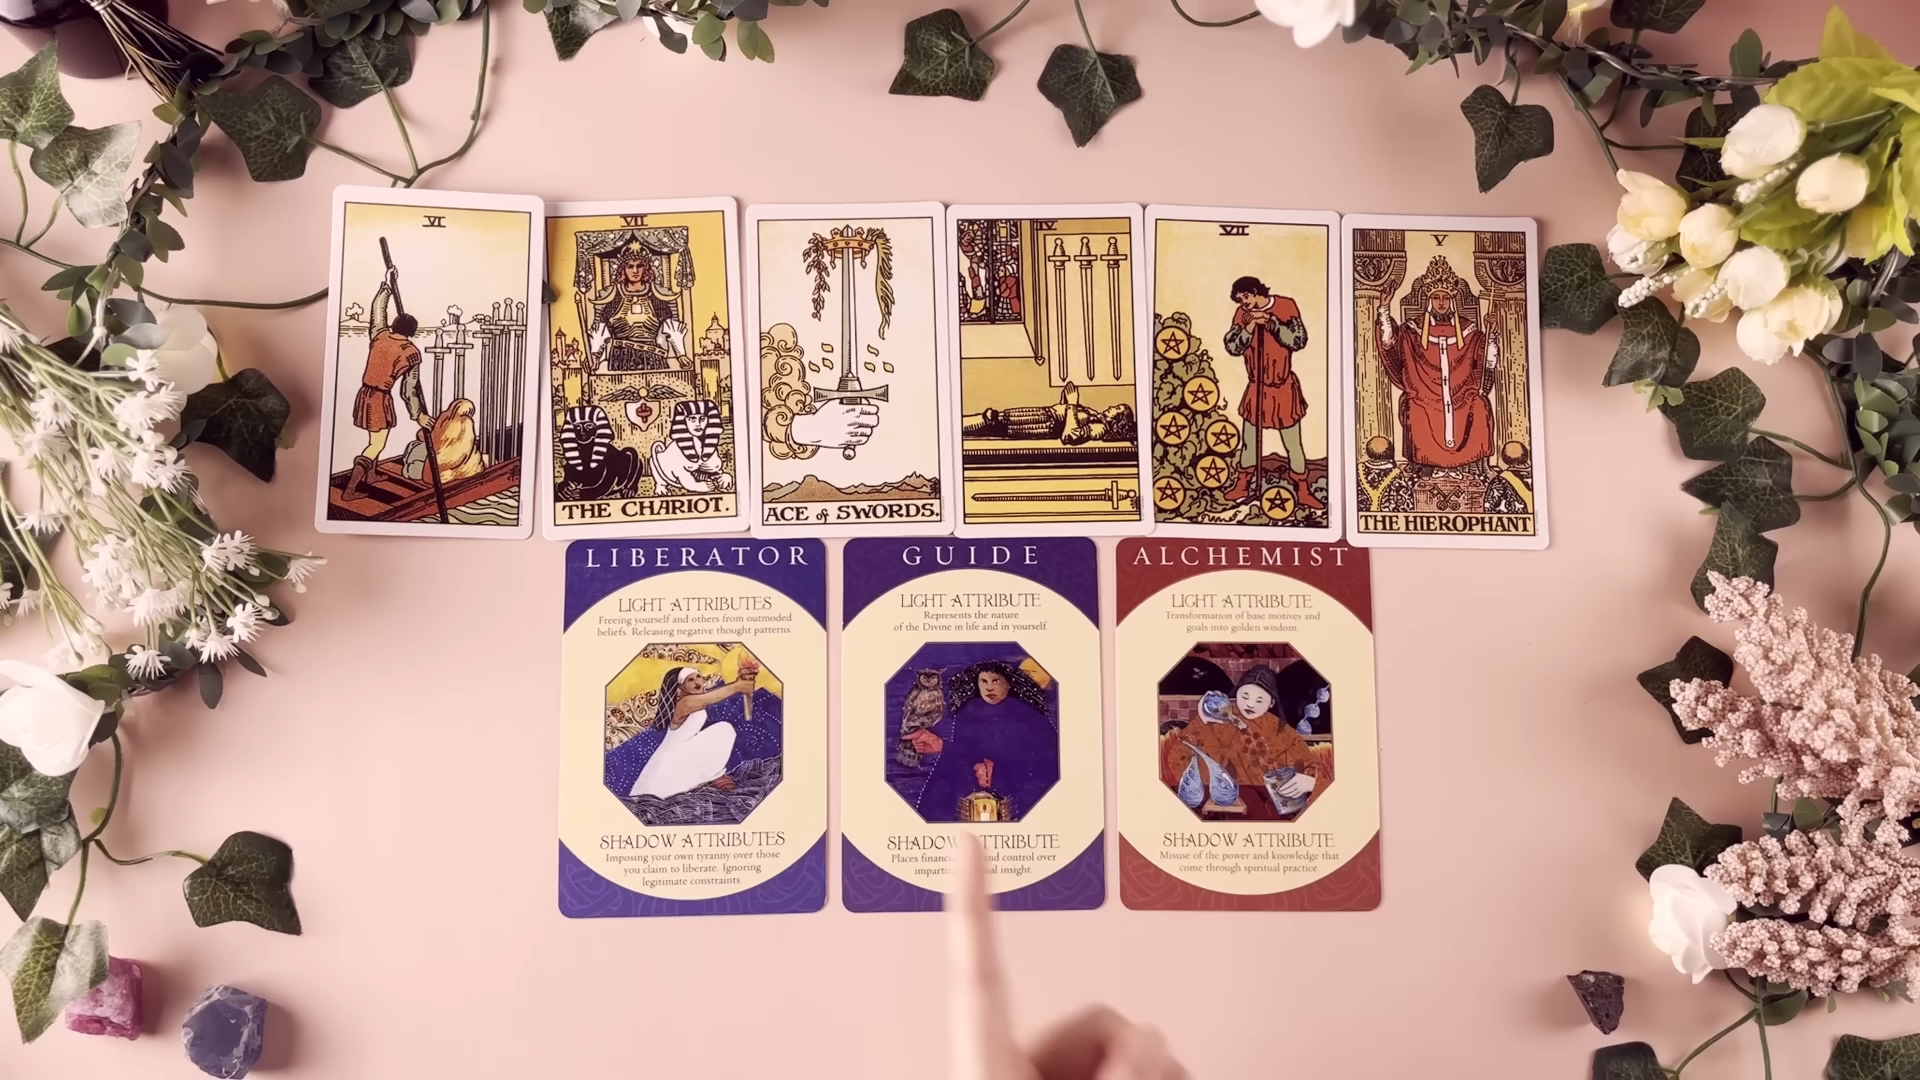 VI
VII
THE CHARIOT.
ACE of SWORDS.
IV
VII
V
THE HIEROPHANT
LIBERATOR
LIGHT ATTRIBUTES
Freeing yourself and others from outmoded
beliefs. Releasing negative thought patterns.
SHADOW ATTRIBUTES
Imposing your own tyranny over those
you claim to liberate. Ignoring
legitimate constraints.
GUIDE
LIGHT ATTRIBUTE
Represents the nature
of the Divine in life and in yourself.
SHADOW ATTRIBUTE
Places and control over
insight.
ALCHEMIST
LIGHT ATTRIBUTE
Transformation of base motives and
goals into golden wisdom.
SHADOW ATTRIBUTE
Misuse of the power and knowledge that
come through spiritual practice.